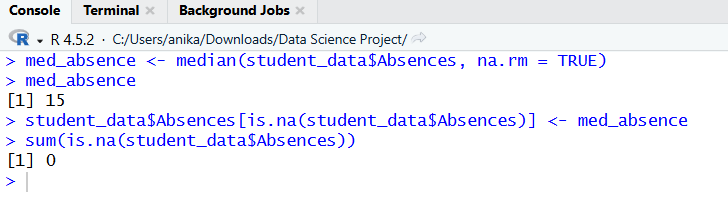 Console Terminal × Background Jobs ×
R R 4.5.2 · C:/Users/anika/Downloads/Data Science Project/
> med_absence <- median(student_data$Absences, na.rm = TRUE)
> med_absence
[1] 15
> student_data$Absences[is.na(student_data$Absences)] <- med_absence
> sum(is.na(student_data$Absences))
[1] 0
>